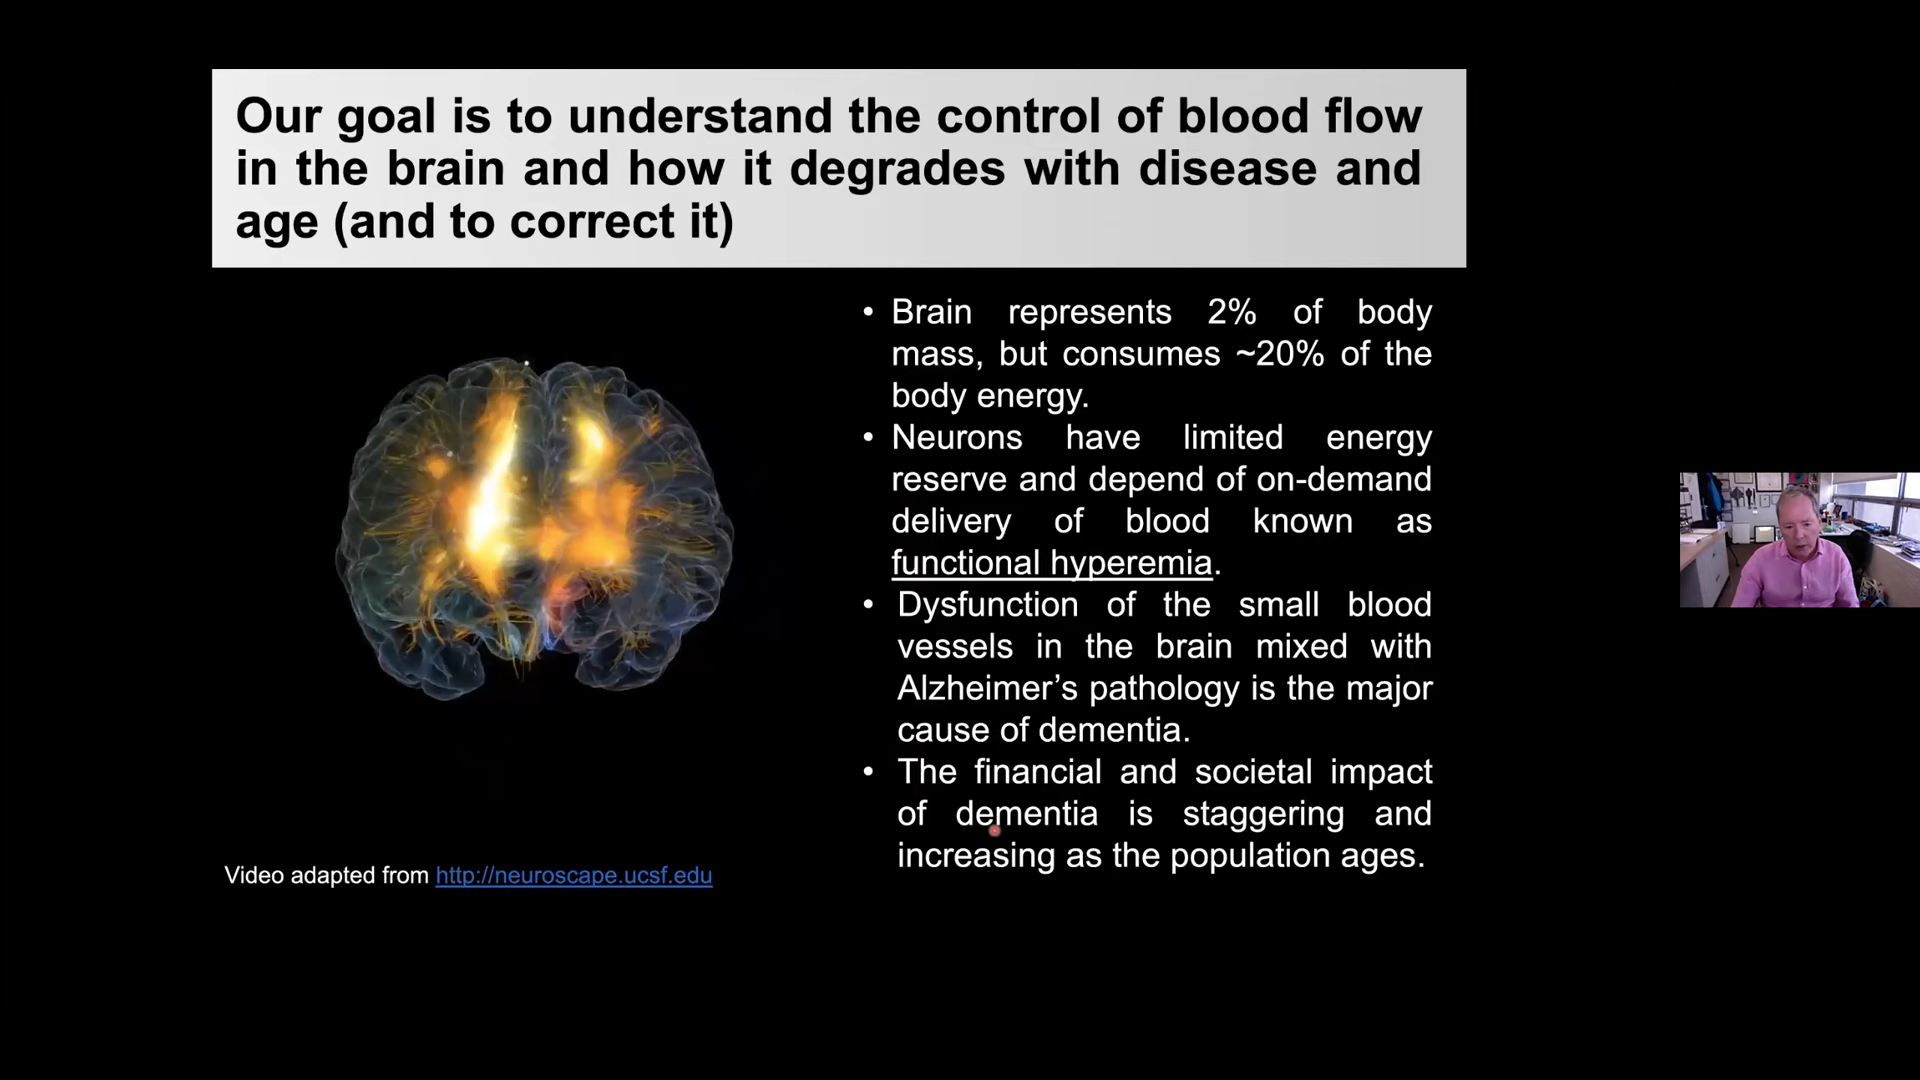 Our goal is to understand the control of blood flow
in the brain and how it degrades with disease and
age (and to correct it)
• Brain represents 2% of body
mass, but consumes ~20% of the
body energy.
• Neurons have limited energy
reserve and depend of on-demand
delivery of blood known as
functional hyperemia.
• Dysfunction of the small blood
vessels in the brain mixed with
Alzheimer’s pathology is the major
cause of dementia.
• The financial and societal impact
of dementia is staggering and
increasing as the population ages.
Video adapted from http://neuroscape.ucsf.edu